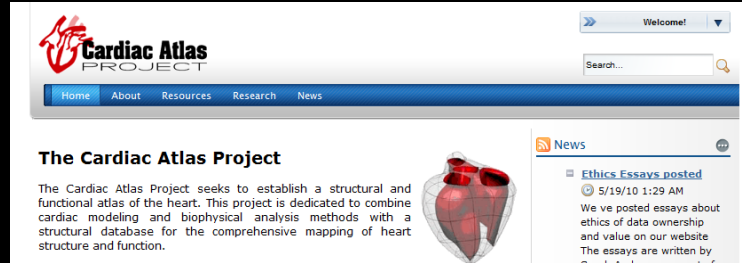 Cardiac Atlas
PROJECT
Welcome!
Search...
Home About Resources Research News
The Cardiac Atlas Project
The Cardiac Atlas Project seeks to establish a structural and
functional atlas of the heart. This project is dedicated to combine
cardiac modeling and biophysical analysis methods with a
structural database for the comprehensive mapping of heart
structure and function.
News
Ethics Essays posted
5/19/10 1:29 AM
We ve posted essays about
ethics of data ownership
and value on our website
The essays are written by